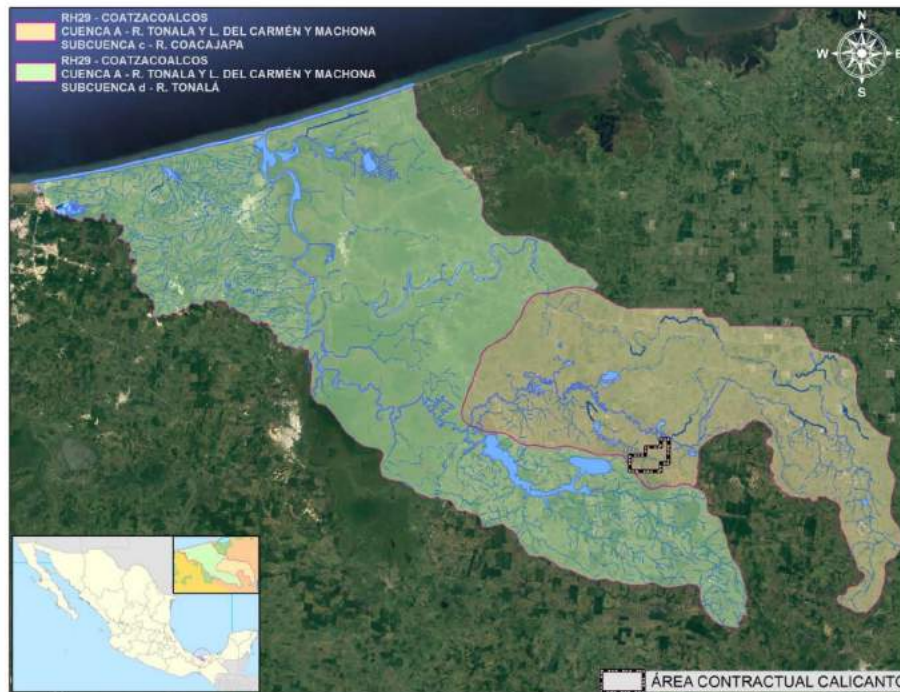 RH29 - COATZACOALCOS
CUENCA A - R. TONALA Y L. DEL CARMÉN Y MACHONA
SUBCUENCA c - R. COACAJAPA
RH29 - COATZACOALCOS
CUENCA A - R. TONALA Y L. DEL CARMÉN Y MACHONA
SUBCUENCA d - R. TONALÁ
N
W
E
S
ÁREA CONTRACTUAL CALICANTO